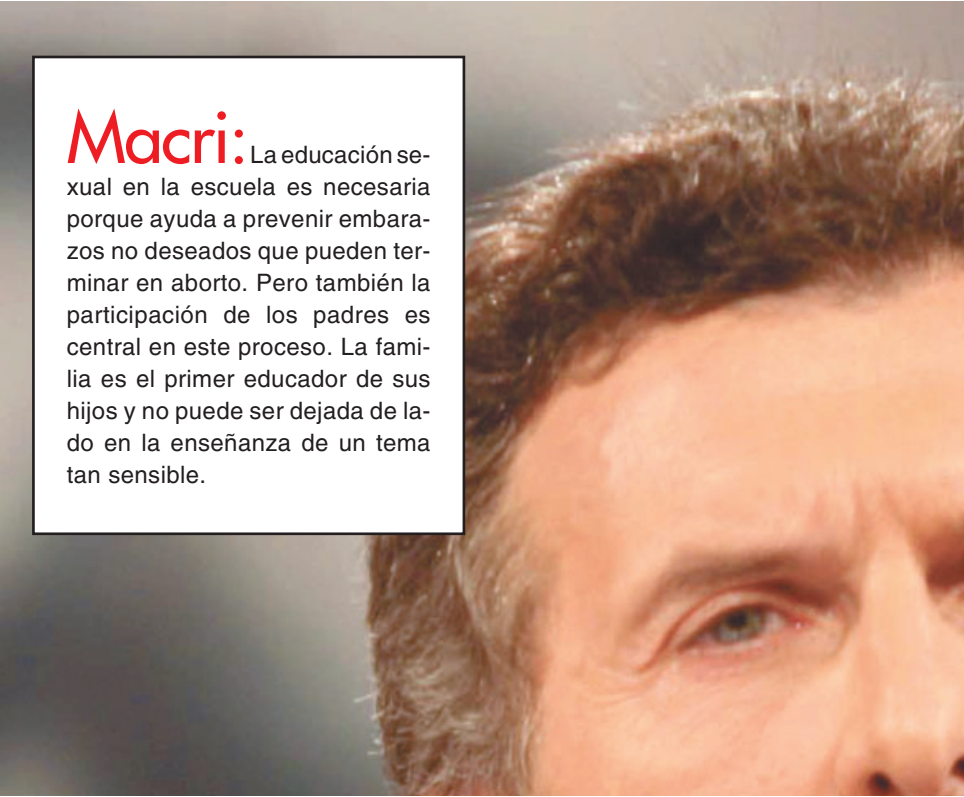 Macri: La educación se-
xual en la escuela es necesaria
porque ayuda a prevenir embara-
zos no deseados que pueden ter-
minar en aborto. Pero también la
participación de los padres es
central en este proceso. La fami-
lia es el primer educador de sus
hijos y no puede ser dejada de la-
do en la enseñanza de un tema
tan sensible.